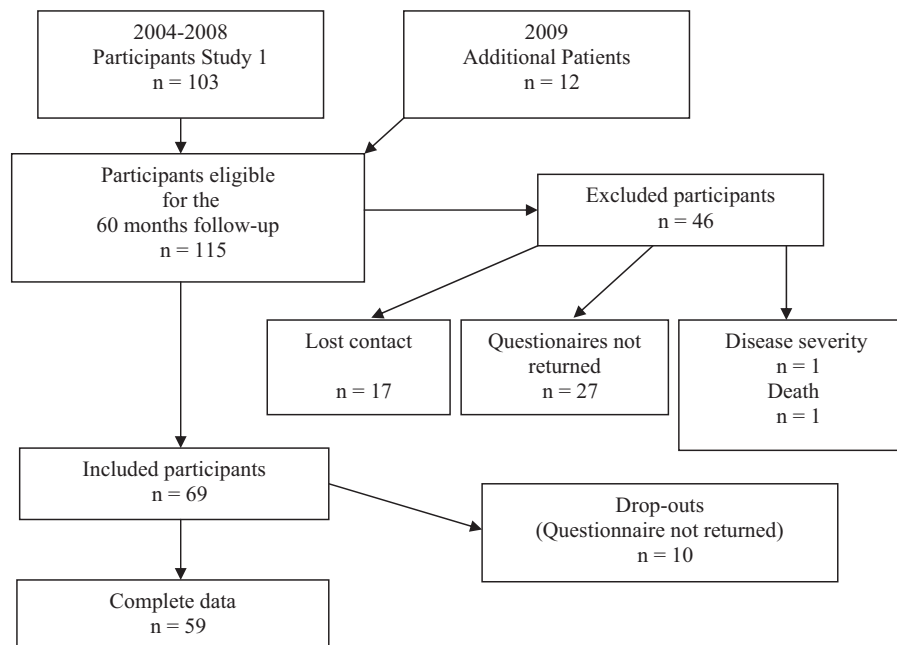 2004-2008
Participants Study 1
n = 103
2009
Additional Patients
n = 12
Participants eligible
for the
60 months follow-up
n = 115
Excluded participants
n = 46
Lost contact
n = 17
Questionaires not
returned
n = 27
Disease severity
n = 1
Death
n = 1
Included participants
n = 69
Drop-outs
(Questionnaire not returned)
n = 10
Complete data
n = 59